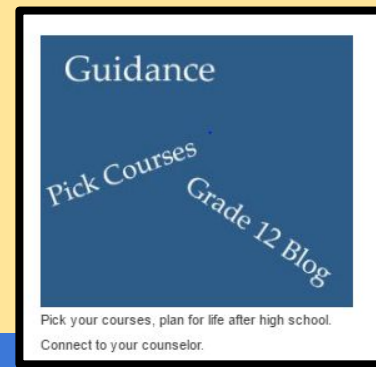 Guidance
Pick Courses
Grade 12 Blog
Pick your courses, plan for life after high school.
Connect to your counselor.